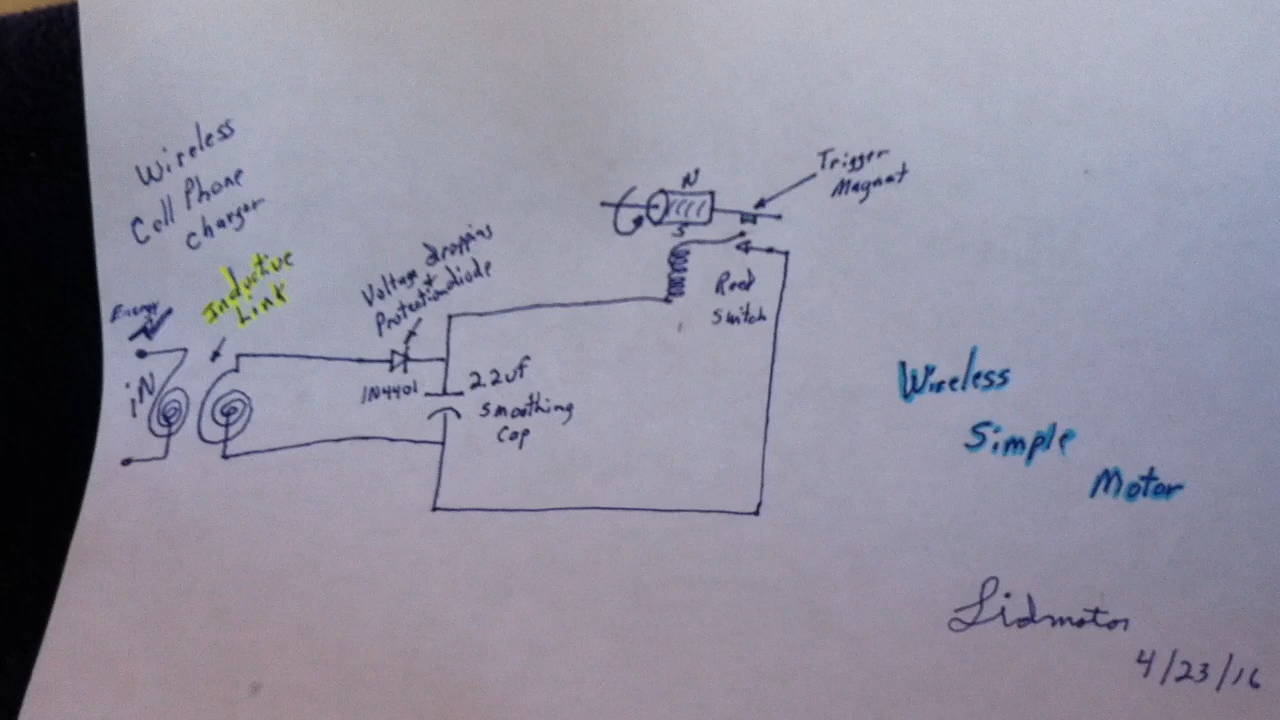 Wireless
Cell Phone
Charger
Energy
iN
Inductive
Link
Voltage dropping
+
Protection diode
1N4401
2.2uf
Smoothing
Cap
N
S
Trigger
Magnet
Reed
Switch
Wireless
Simple
Motor
Lidmotor
4/23/16